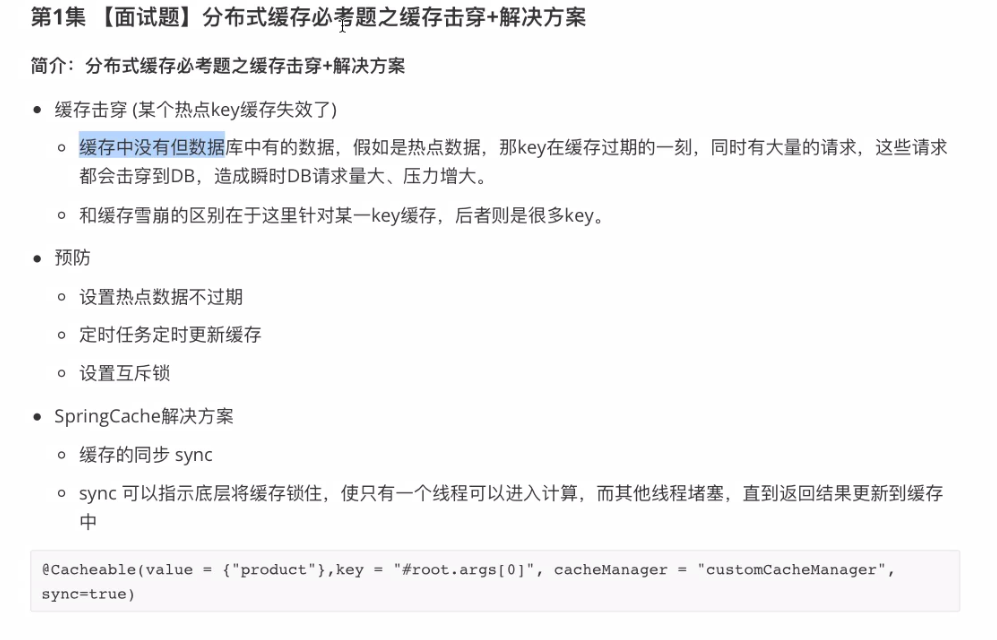 第1集 【面试题】分布式缓存必考题之缓存击穿+解决方案
简介：分布式缓存必考题之缓存击穿+解决方案
缓存击穿 (某个热点key缓存失效了)
缓存中没有但数据库中有的数据，假如是热点数据，那key在缓存过期的一刻，同时有大量的请求，这些请求
都会击穿到DB，造成瞬时DB请求量大、压力增大。
和缓存雪崩的区别在于这里针对某一key缓存，后者则是很多key。
预防
设置热点数据不过期
定时任务定时更新缓存
设置互斥锁
SpringCache解决方案
缓存的同步 sync
sync 可以指示底层将缓存锁住，使只有一个线程可以进入计算，而其他线程堵塞，直到返回结果更新到缓存
中
@Cacheable(value = {"product"},key = "#root.args[0]", cacheManager = "customCacheManager",
sync=true)